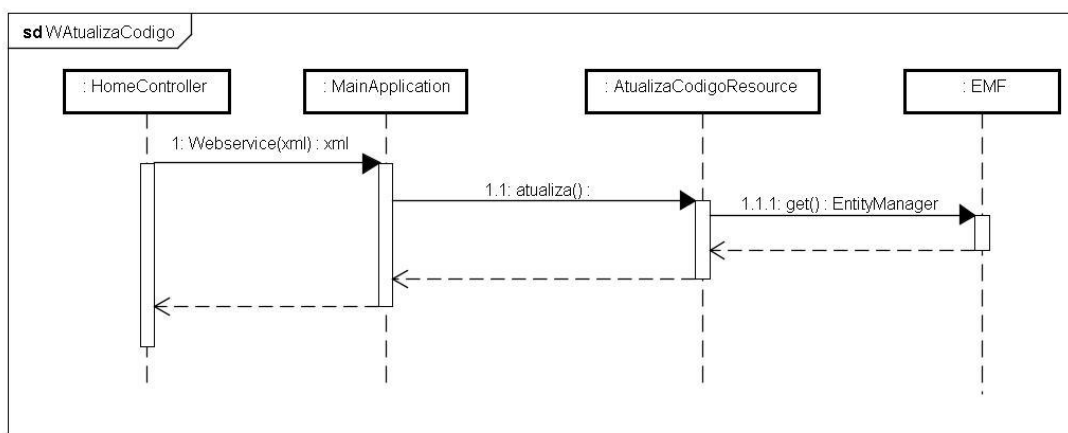 sd WAtualizaCodigo
: HomeController
: MainApplication
: AtualizaCodigoResource
: EMF
1: Webservice(xml) : xml
1.1: atualiza() :
1.1.1: get() : EntityManager